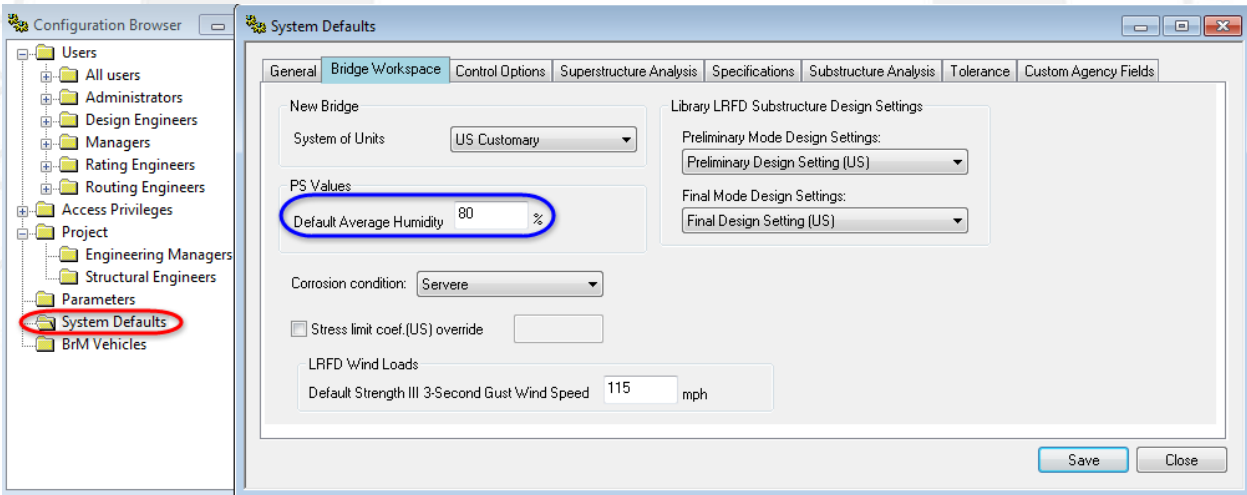 Configuration Browser
Users
All users
Administrators
Design Engineers
Managers
Rating Engineers
Routing Engineers
Access Privileges
Project
Engineering Managers
Structural Engineers
Parameters
System Defaults
BrM Vehicles
System Defaults
General Bridge Workspace Control Options Superstructure Analysis Specifications Substructure Analysis Tolerance Custom Agency Fields
New Bridge
System of Units US Customary
PS Values
Default Average Humidity 80 %
Corrosion condition: Servere
Stress limit coef.(US) override
LRFD Wind Loads
Default Strength III 3-Second Gust Wind Speed 115 mph
Library LRFD Substructure Design Settings
Preliminary Mode Design Settings:
Preliminary Design Setting (US)
Final Mode Design Settings:
Final Design Setting (US)
Save Close